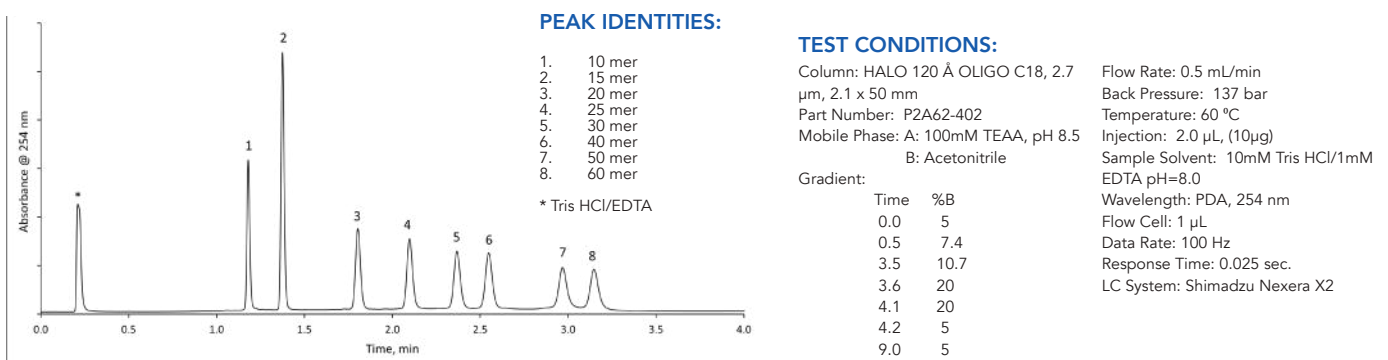 Absorbance @ 254 nm
*
1
2
3
4
5
6
7
8
0.0 0.5 1.0 1.5 2.0 2.5 3.0 3.5 4.0
Time, min
PEAK IDENTITIES:
1. 10 mer
2. 15 mer
3. 20 mer
4. 25 mer
5. 30 mer
6. 40 mer
7. 50 mer
8. 60 mer
* Tris HCl/EDTA
TEST CONDITIONS:
Column: HALO 120 Å OLIGO C18, 2.7
µm, 2.1 x 50 mm
Part Number: P2A62-402
Mobile Phase: A: 100mM TEAA, pH 8.5
B: Acetonitrile
Gradient:
Time %B
0.0 5
0.5 7.4
3.5 10.7
3.6 20
4.1 20
4.2 5
9.0 5
Flow Rate: 0.5 mL/min
Back Pressure: 137 bar
Temperature: 60 ⁰C
Injection: 2.0 µL, (10µg)
Sample Solvent: 10mM Tris HCl/1mM
EDTA pH=8.0
Wavelength: PDA, 254 nm
Flow Cell: 1 µL
Data Rate: 100 Hz
Response Time: 0.025 sec.
LC System: Shimadzu Nexera X2